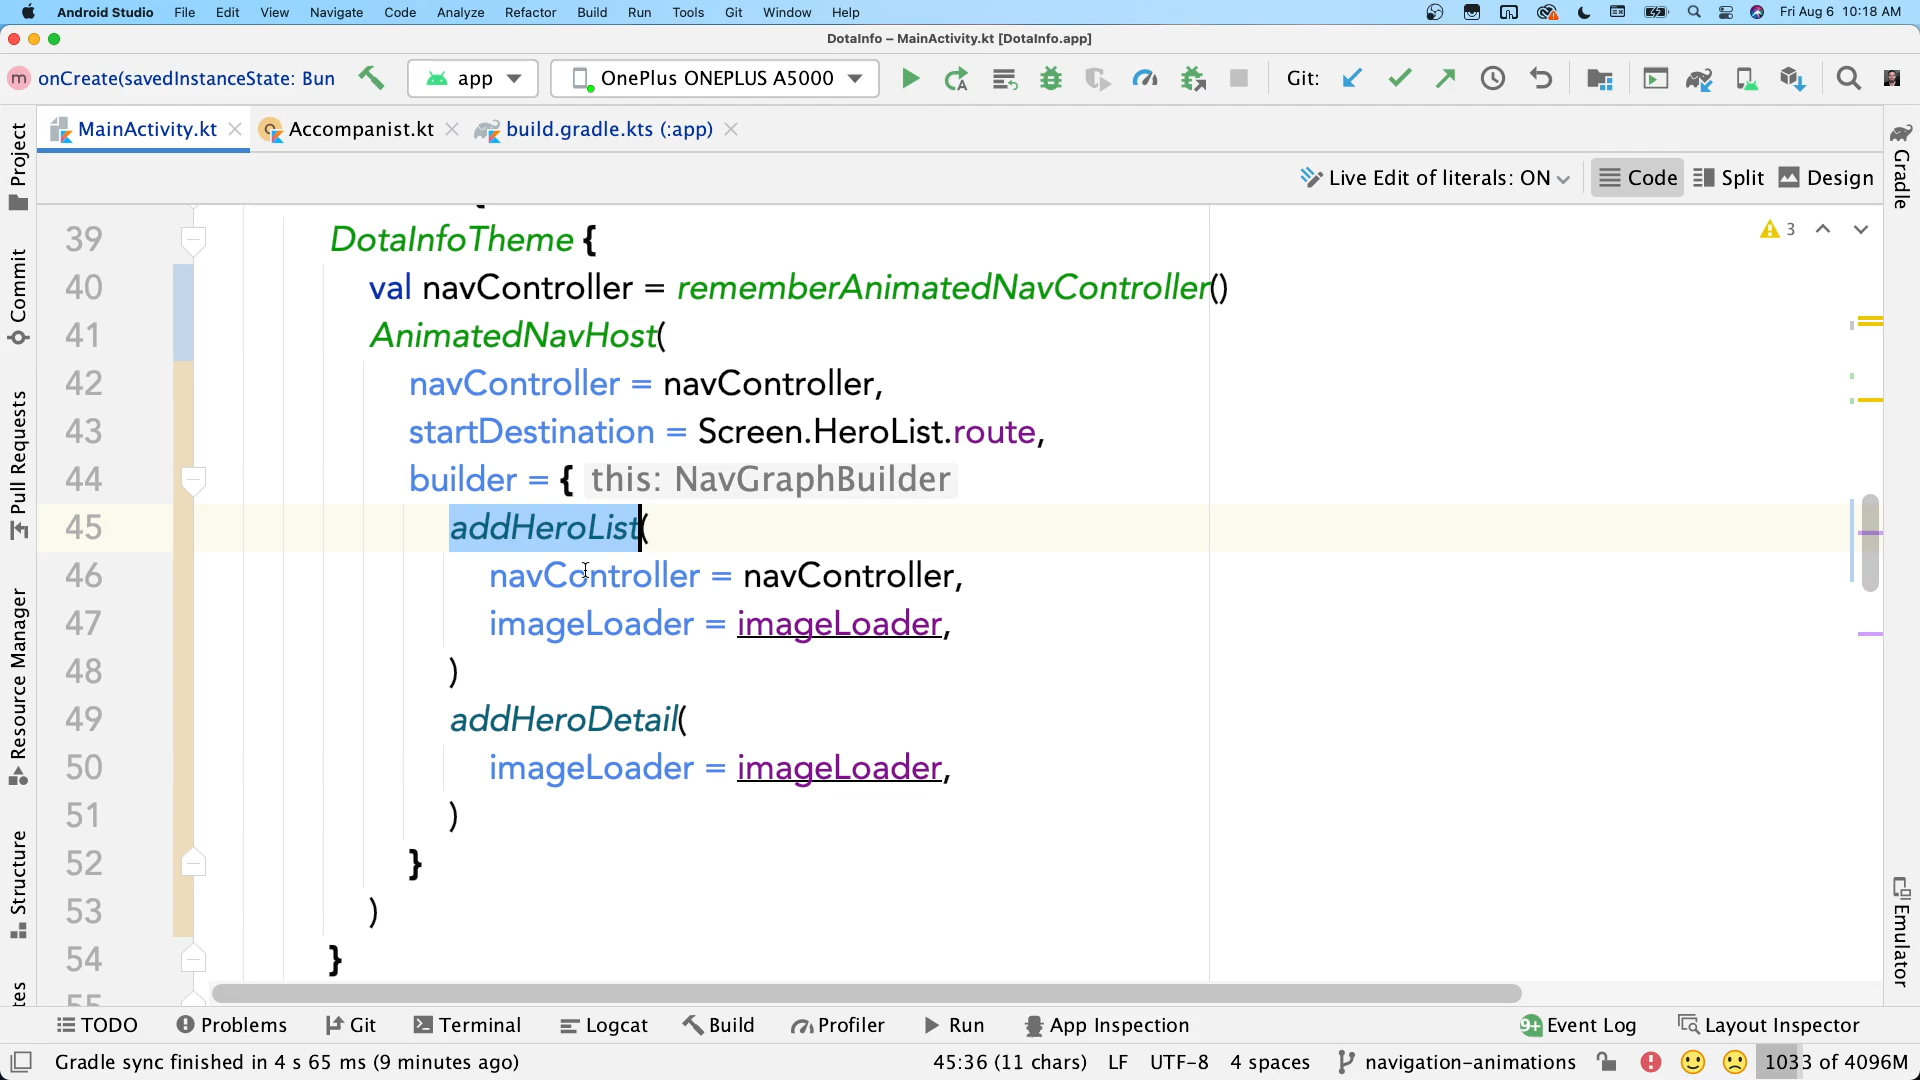 Android Studio File Edit View Navigate Code Analyze Refactor Build Run Tools Git Window Help Fri Aug 6 10:18 AM
DotaInfo – MainActivity.kt [DotaInfo.app]
m onCreate(savedInstanceState: Bun app OnePlus ONEPLUS A5000 Git:
MainActivity.kt Accompanist.kt build.gradle.kts (:app)
Live Edit of literals: ON Code Split Design
3
39 DotaInfoTheme {
40 val navController = rememberAnimatedNavController()
41 AnimatedNavHost(
42 navController = navController,
43 startDestination = Screen.HeroList.route,
44 builder = { this: NavGraphBuilder
45 addHeroList(
46 navController = navController,
47 imageLoader = imageLoader,
48 )
49 addHeroDetail(
50 imageLoader = imageLoader,
51 )
52 }
53 )
54 }
55
Project
Commit
Pull Requests
Resource Manager
Structure
Gradle
Emulator
TODO Problems Git Terminal Logcat Build Profiler Run App Inspection 9+ Event Log Layout Inspector
Gradle sync finished in 4 s 65 ms (9 minutes ago) 45:36 (11 chars) LF UTF-8 4 spaces navigation-animations 1033 of 4096M